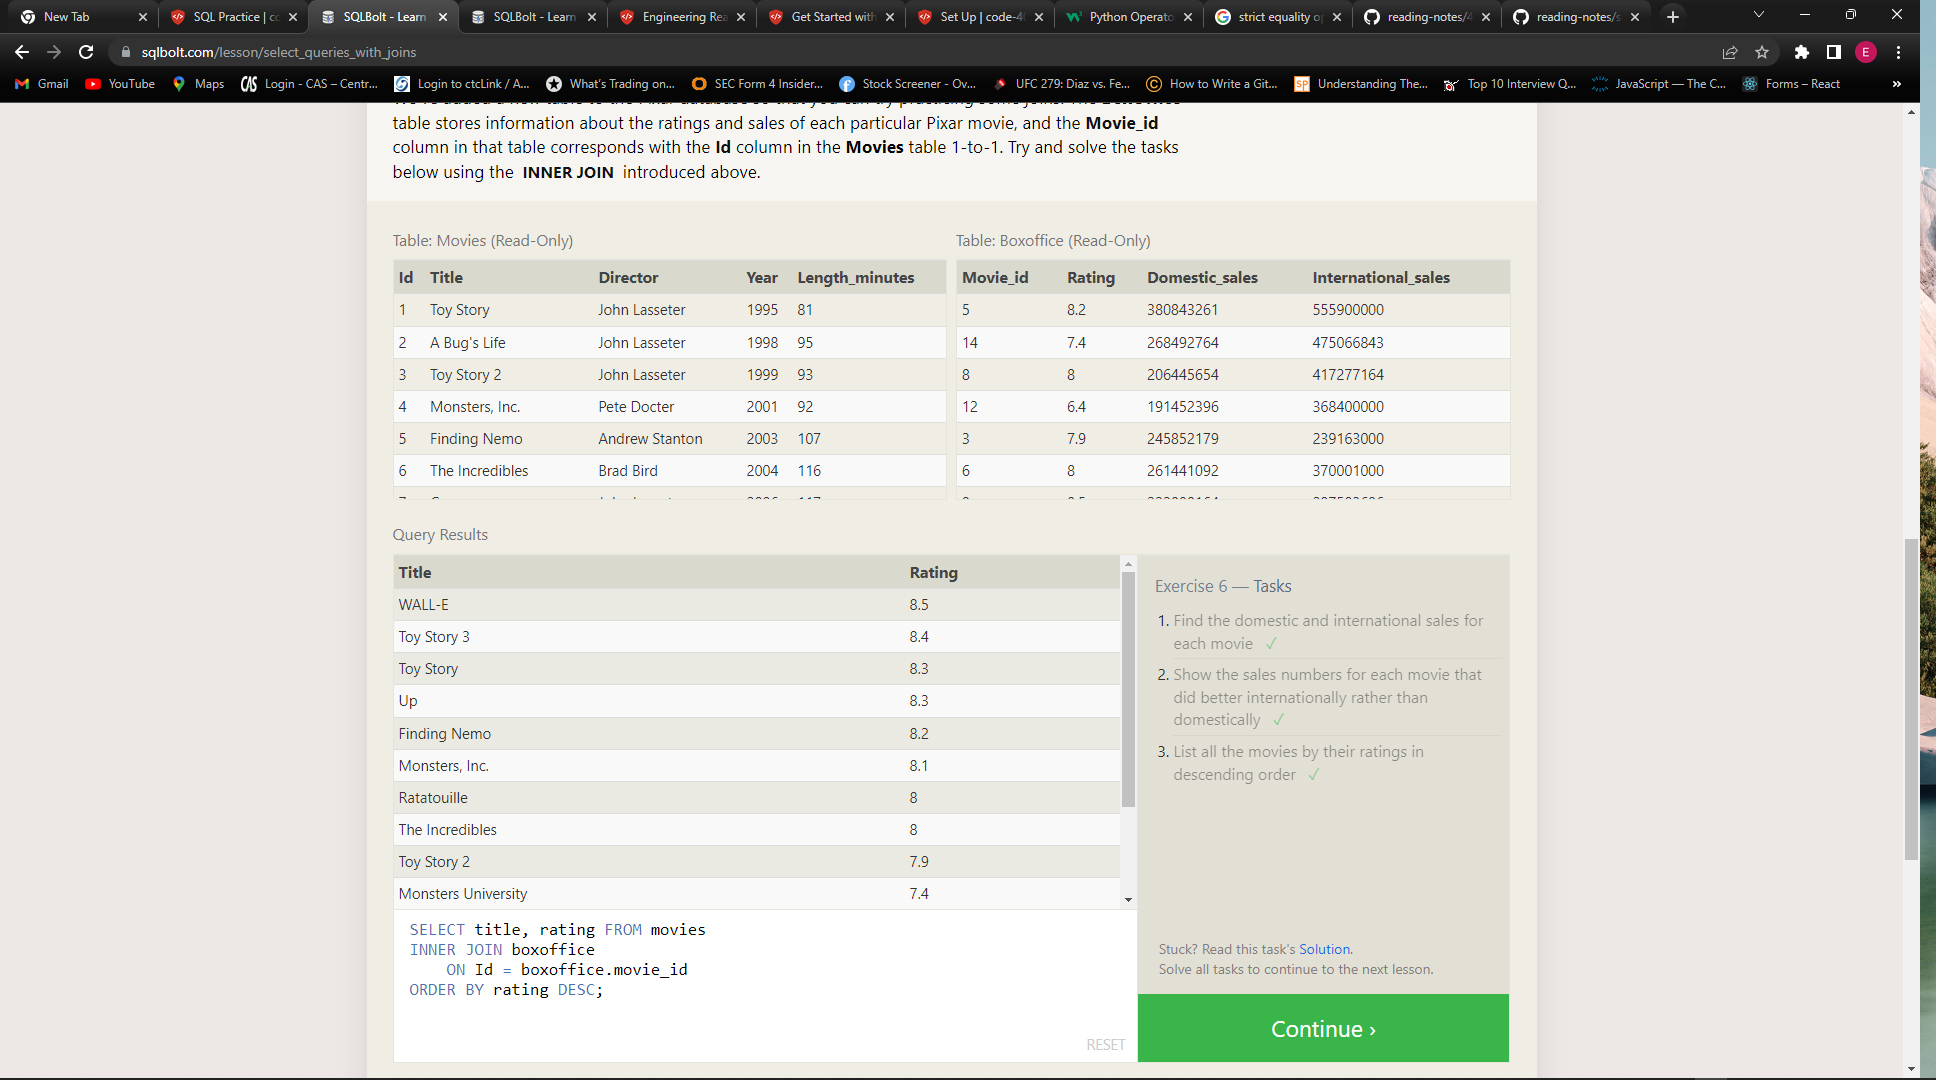 New Tab
SQL Practice | co
SQLBolt - Learn
SQLBolt - Learn
Engineering Rea
Get Started with
Set Up | code-4
Python Operato
strict equality op
reading-notes/4
reading-notes/s
sqlbolt.com/lesson/select_queries_with_joins
E
Gmail
YouTube
Maps
Login - CAS – Centr...
Login to ctcLink / A...
What's Trading on...
SEC Form 4 Insider...
Stock Screener - Ov...
UFC 279: Diaz vs. Fe...
How to Write a Git...
Understanding The...
Top 10 Interview Q...
JavaScript — The C...
Forms – React
»
table stores information about the ratings and sales of each particular Pixar movie, and the Movie_id
column in that table corresponds with the Id column in the Movies table 1-to-1. Try and solve the tasks
below using the INNER JOIN introduced above.
Table: Movies (Read-Only)
Id Title Director Year Length_minutes
1 Toy Story John Lasseter 1995 81
2 A Bug's Life John Lasseter 1998 95
3 Toy Story 2 John Lasseter 1999 93
4 Monsters, Inc. Pete Docter 2001 92
5 Finding Nemo Andrew Stanton 2003 107
6 The Incredibles Brad Bird 2004 116
Table: Boxoffice (Read-Only)
Movie_id Rating Domestic_sales International_sales
5 8.2 380843261 555900000
14 7.4 268492764 475066843
8 8 206445654 417277164
12 6.4 191452396 368400000
3 7.9 245852179 239163000
6 8 261441092 370001000
Query Results
Title Rating
WALL-E 8.5
Toy Story 3 8.4
Toy Story 8.3
Up 8.3
Finding Nemo 8.2
Monsters, Inc. 8.1
Ratatouille 8
The Incredibles 8
Toy Story 2 7.9
Monsters University 7.4
SELECT title, rating FROM movies
INNER JOIN boxoffice
ON Id = boxoffice.movie_id
ORDER BY rating DESC;
RESET
Exercise 6 — Tasks
1. Find the domestic and international sales for
each movie ✓
2. Show the sales numbers for each movie that
did better internationally rather than
domestically ✓
3. List all the movies by their ratings in
descending order ✓
Stuck? Read this task's Solution.
Solve all tasks to continue to the next lesson.
Continue ›